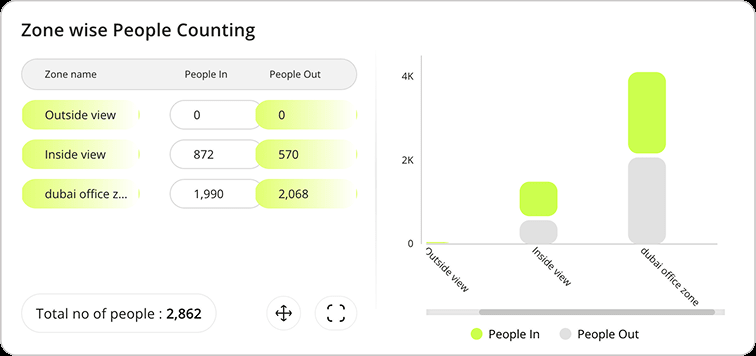 Zone wise People Counting
Zone name People In People Out
Outside view 0 0
Inside view 872 570
dubai office z... 1,990 2,068
Total no of people : 2,862
4K
2K
0
Outside view
Inside view
dubai office zone
People In People Out